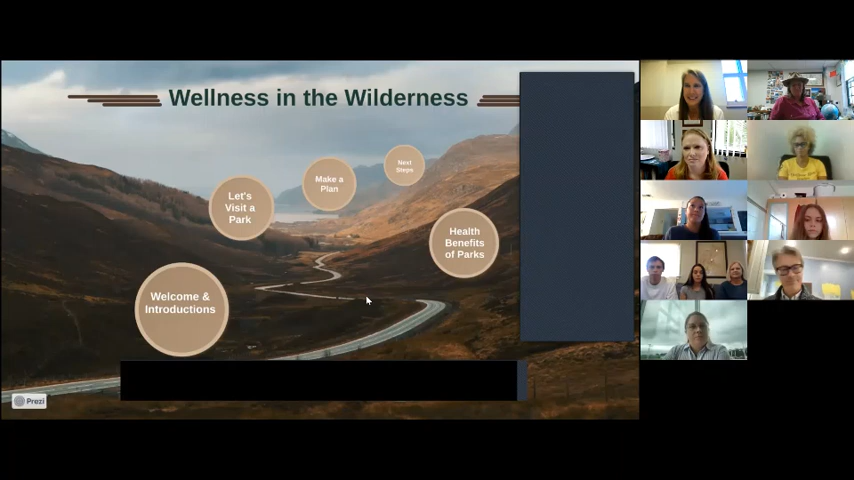 Wellness in the Wilderness
Next
Steps
Make a
Plan
Let's
Visit a
Park
Health
Benefits
of Parks
Welcome &
Introductions
Prezi